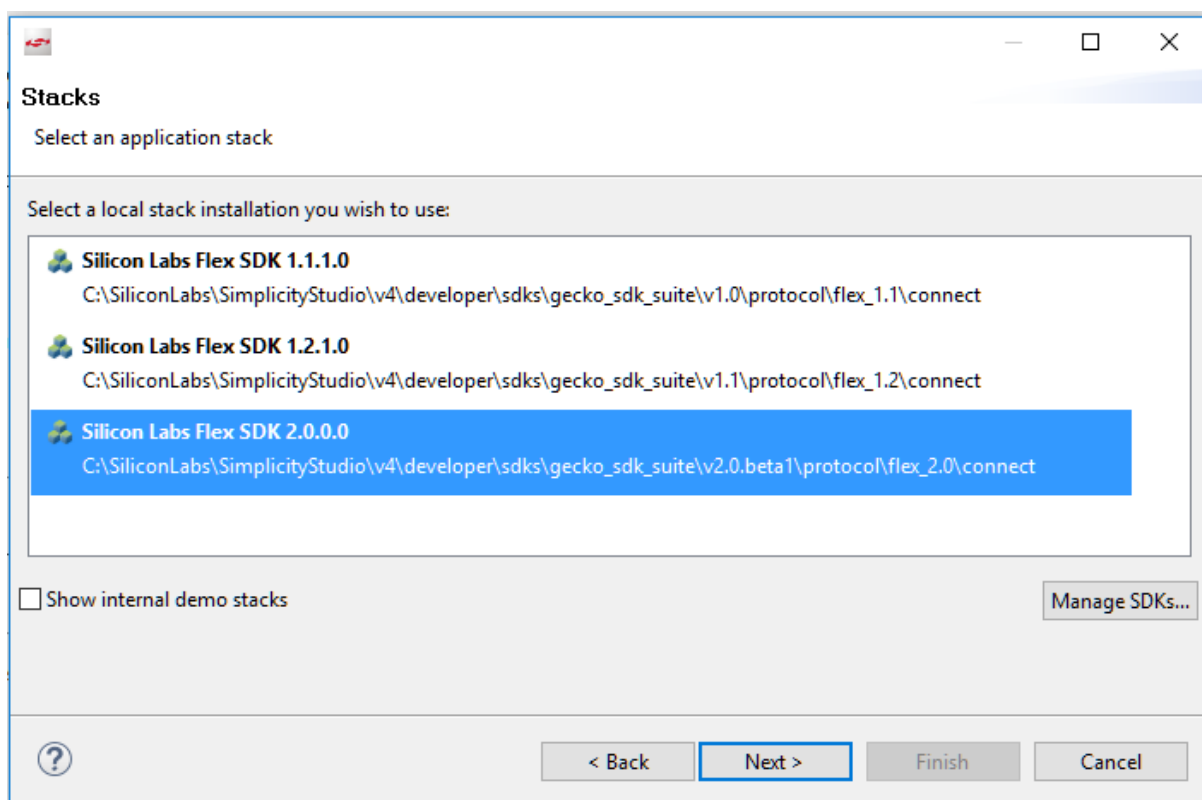 Stacks
Select an application stack
Select a local stack installation you wish to use:
Silicon Labs Flex SDK 1.1.1.0
C:\SiliconLabs\SimplicityStudio\v4\developer\sdks\gecko_sdk_suite\v1.0\protocol\flex_1.1\connect
Silicon Labs Flex SDK 1.2.1.0
C:\SiliconLabs\SimplicityStudio\v4\developer\sdks\gecko_sdk_suite\v1.1\protocol\flex_1.2\connect
Silicon Labs Flex SDK 2.0.0.0
C:\SiliconLabs\SimplicityStudio\v4\developer\sdks\gecko_sdk_suite\v2.0.beta1\protocol\flex_2.0\connect
Show internal demo stacks
Manage SDKs...
? < Back Next > Finish Cancel